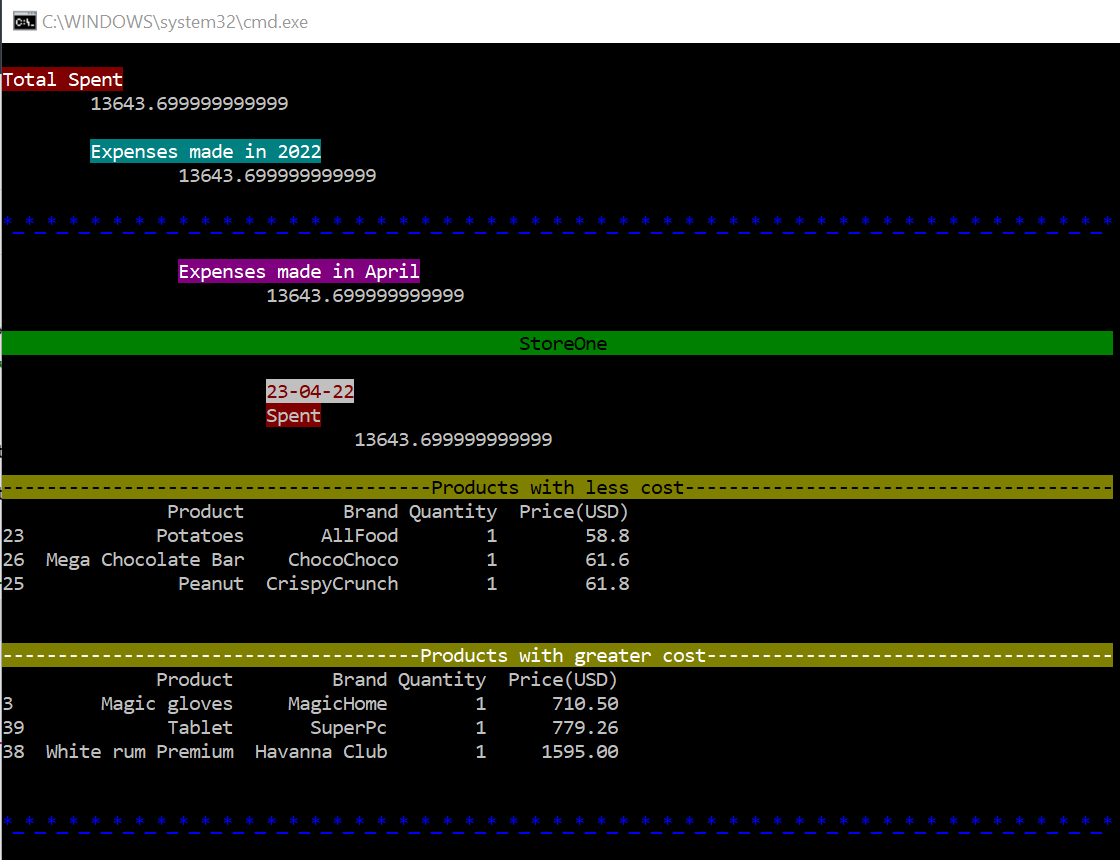 C:\WINDOWS\system32\cmd.exe
Total Spent
13643.699999999999
Expenses made in 2022
13643.699999999999
*_*_*_*_*_*_*_*_*_*_*_*_*_*_*_*_*_*_*_*_*_*_*_*_*_*_*_*_*_*_*_*_*_*_*_*_*_*_*_*_*_*_*_*_*_*_*_*_*_*_*
Expenses made in April
13643.699999999999
StoreOne
23-04-22
Spent
13643.699999999999
---------------------------------------Products with less cost---------------------------------------
Product Brand Quantity Price(USD)
23 Potatoes AllFood 1 58.8
26 Mega Chocolate Bar ChocoChoco 1 61.6
25 Peanut CrispyCrunch 1 61.8
--------------------------------------Products with greater cost-------------------------------------
Product Brand Quantity Price(USD)
3 Magic gloves MagicHome 1 710.50
39 Tablet SuperPc 1 779.26
38 White rum Premium Havanna Club 1 1595.00
*_*_*_*_*_*_*_*_*_*_*_*_*_*_*_*_*_*_*_*_*_*_*_*_*_*_*_*_*_*_*_*_*_*_*_*_*_*_*_*_*_*_*_*_*_*_*_*_*_*_*